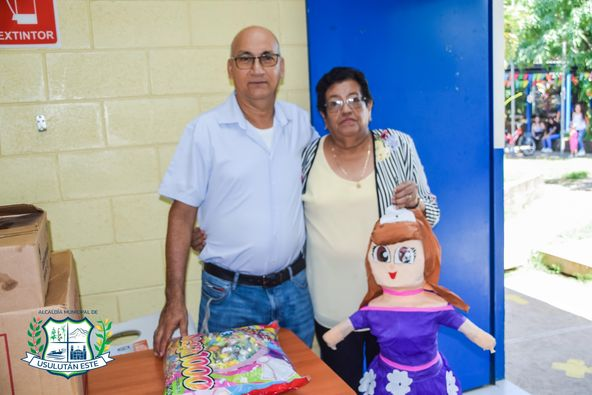 EXTINTOR
ALCALDÍA MUNICIPAL DE
USULUTÁN ESTE